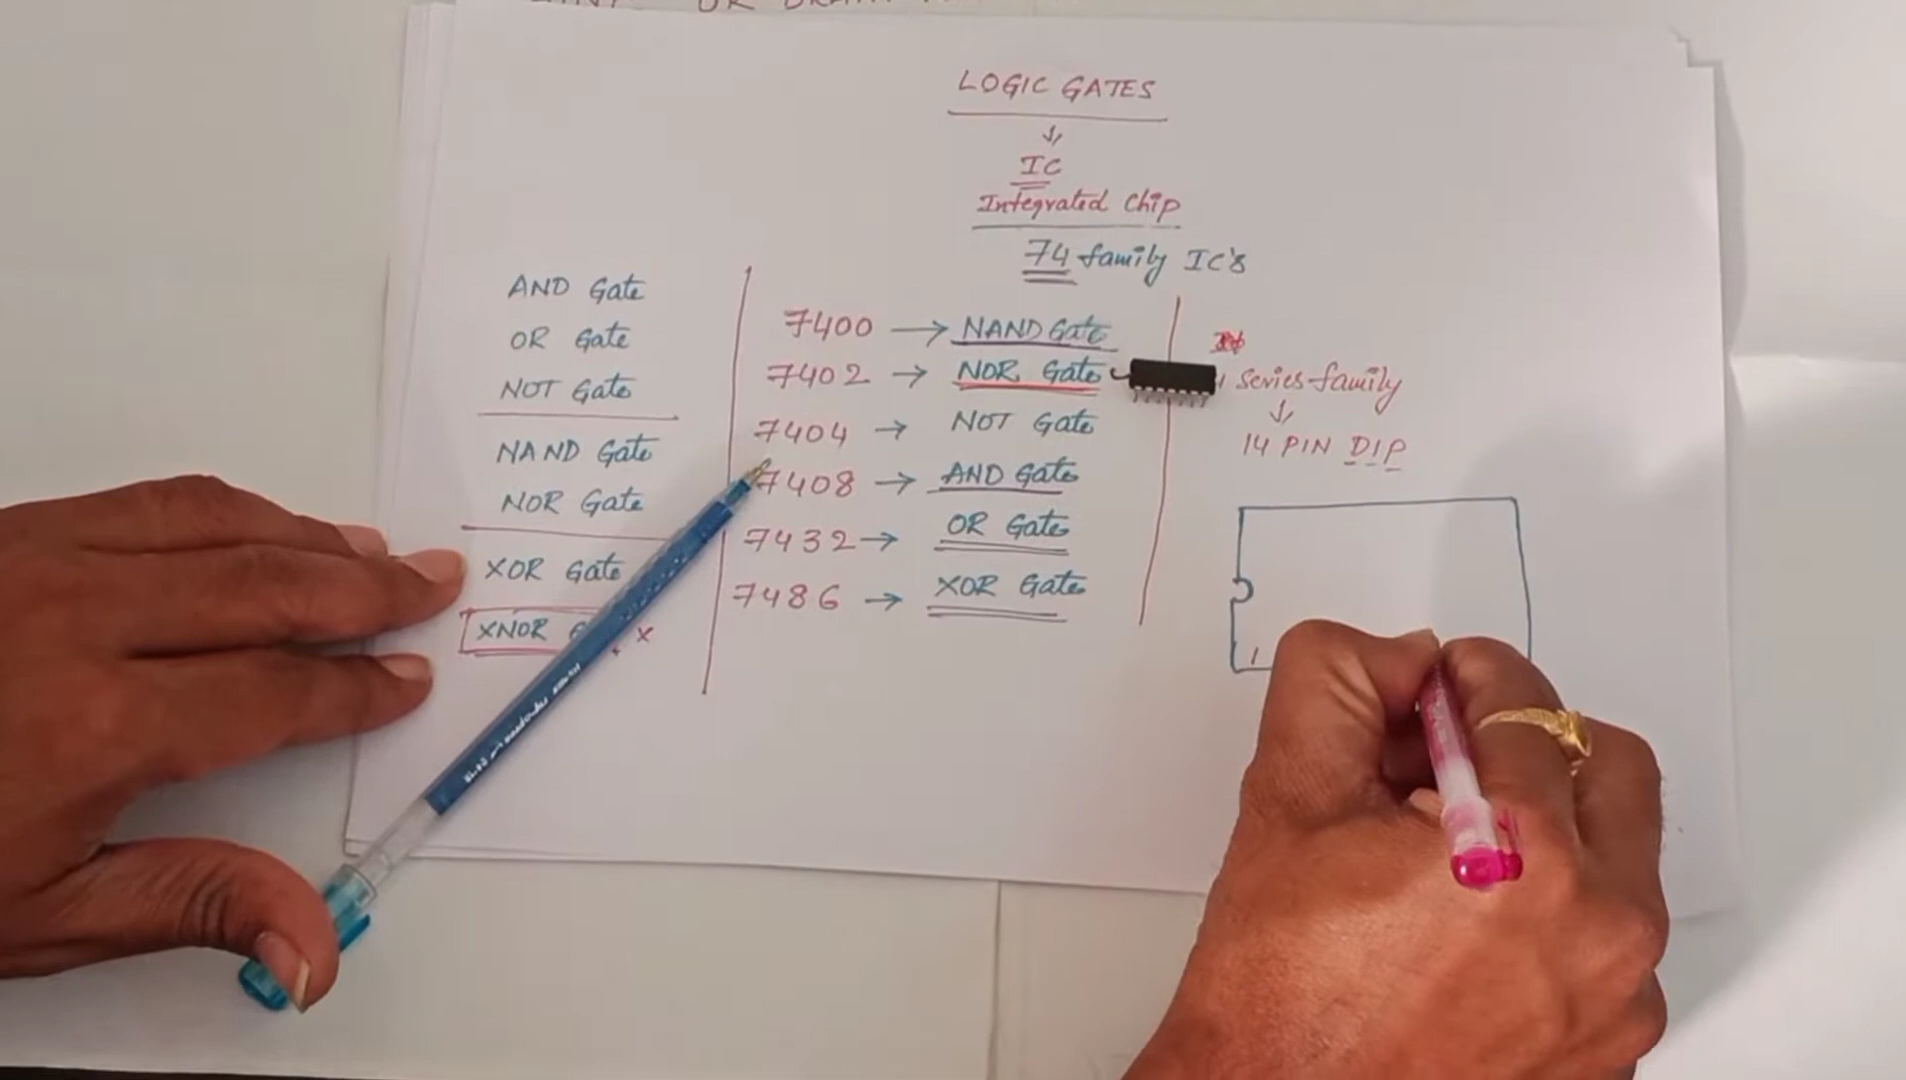 LOGIC GATES
IC
Integrated Chip
74 family IC's
AND Gate
OR Gate
NOT Gate
NAND Gate
NOR Gate
XOR Gate
XNOR
7400 → NAND Gate
7402 → NOR Gate
7404 → NOT Gate
7408 → AND Gate
7432 → OR Gate
7486 → XOR Gate
Series family
14 PIN DIP
1